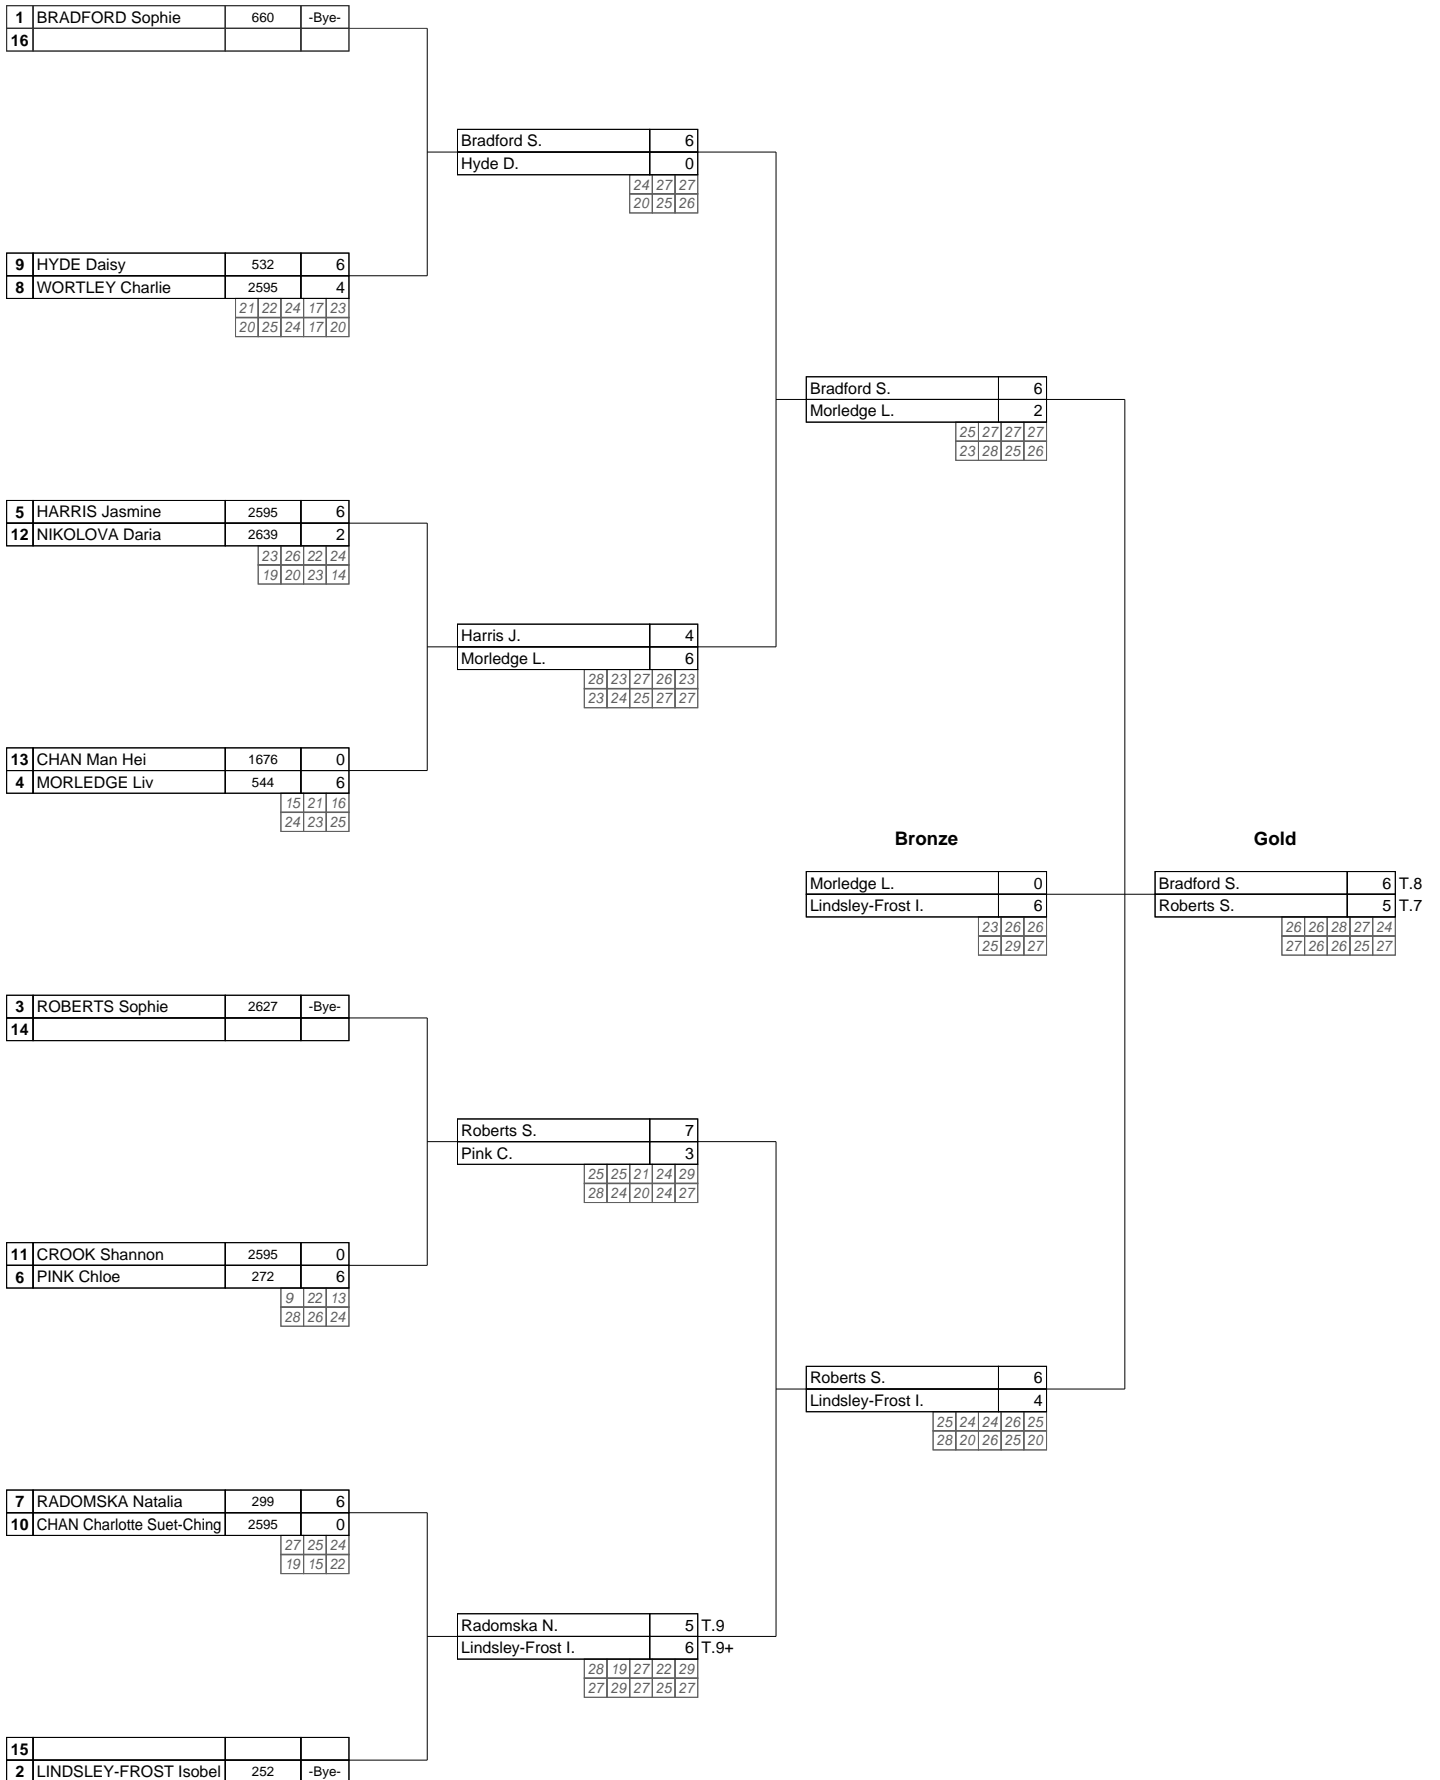 1 BRADFORD Sophie 660 -Bye-
16
Bradford S. 6
Hyde D. 0
24 27 27
20 25 26
9 HYDE Daisy 532 6
8 WORTLEY Charlie 2595 4
21 22 24 17 23
20 25 24 17 20
Bradford S. 6
Morledge L. 2
25 27 27 27
23 28 25 26
5 HARRIS Jasmine 2595 6
12 NIKOLOVA Daria 2639 2
23 26 22 24
19 20 23 14
Harris J. 4
Morledge L. 6
28 23 27 26 23
23 24 25 27 27
13 CHAN Man Hei 1676 0
4 MORLEDGE Liv 544 6
15 21 16
24 23 25
Bronze Gold
Morledge L. 0 Bradford S. 6 T.8
Lindsley-Frost I. 6 Roberts S. 5 T.7
23 26 26 26 26 28 27 24
25 29 27 27 26 26 25 27
3 ROBERTS Sophie 2627 -Bye-
14
Roberts S. 7
Pink C. 3
25 25 21 24 29
28 24 20 24 27
11 CROOK Shannon 2595 0
6 PINK Chloe 272 6
9 22 13
28 26 24
Roberts S. 6
Lindsley-Frost I. 4
25 24 24 26 25
28 20 26 25 20
7 RADOMSKA Natalia 299 6
10 CHAN Charlotte Suet-Ching 2595 0
27 25 24
19 15 22
Radomska N. 5 T.9
Lindsley-Frost I. 6 T.9+
28 19 27 22 29
27 29 27 25 27
15
2 LINDSLEY-FROST Isobel 252 -Bye-